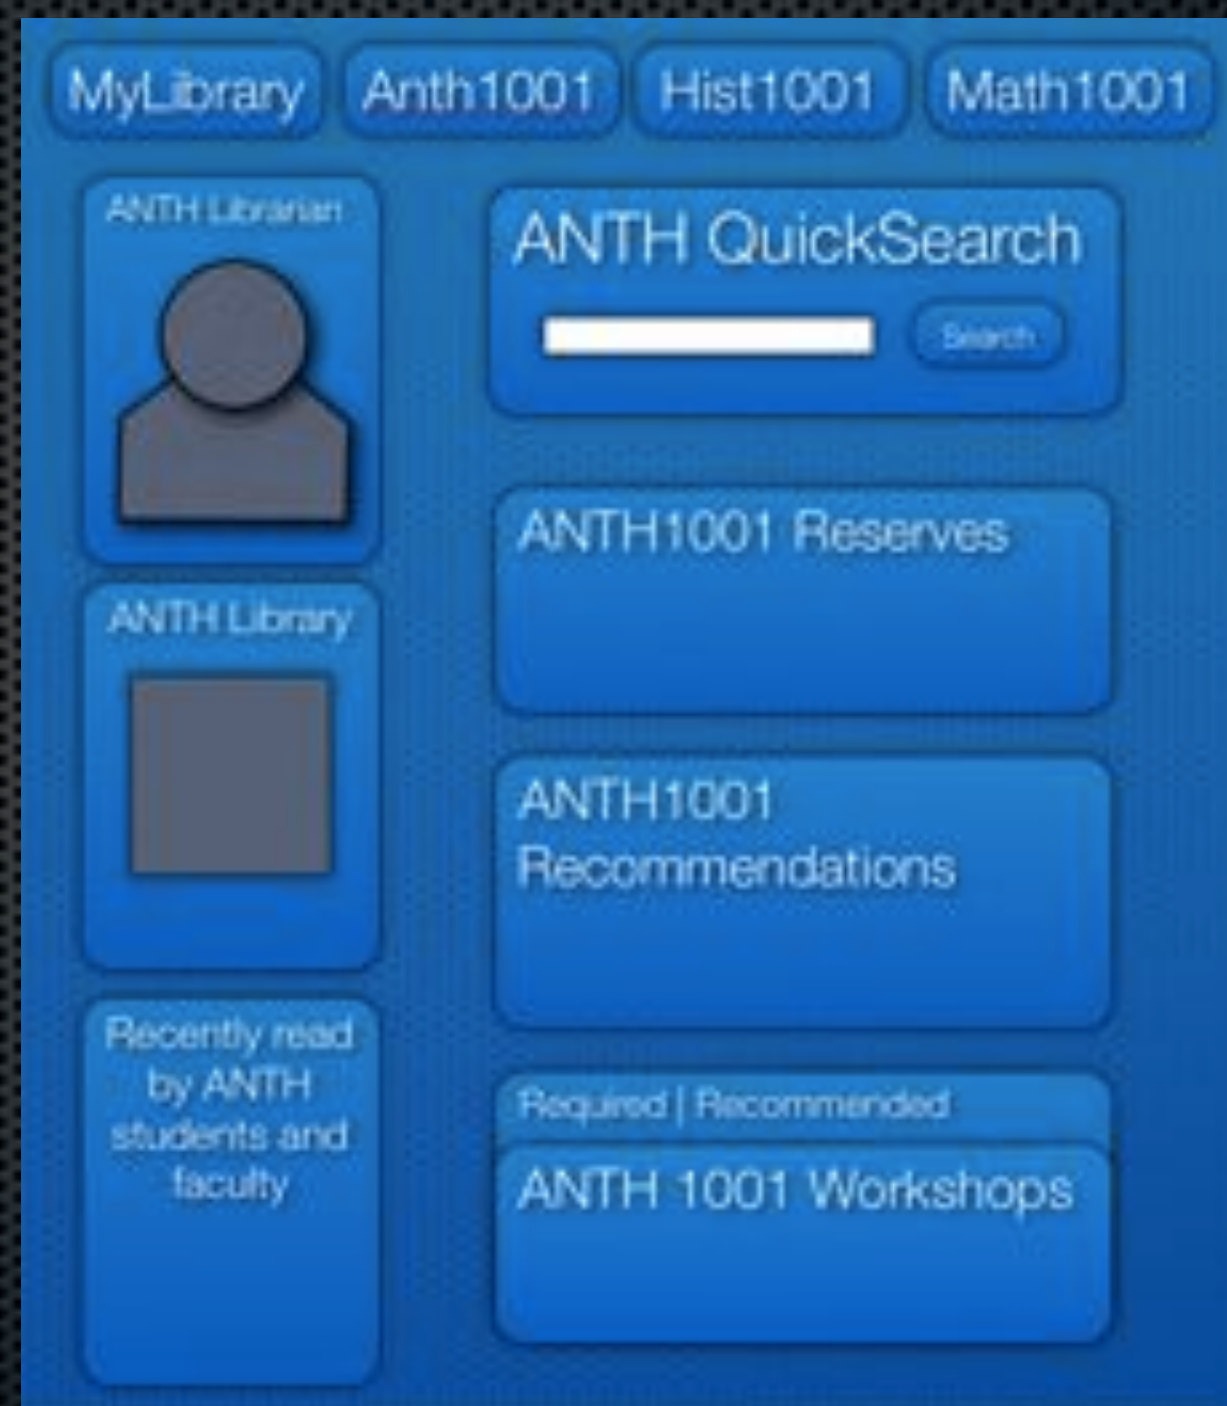 MyLibrary
Anth1001
Hist1001
Math1001
ANTH Librarian
ANTH Library
Recently read
by ANTH
students and
faculty
ANTH QuickSearch
Search
ANTH1001 Reserves
ANTH1001
Recommendations
Required | Recommended
ANTH 1001 Workshops